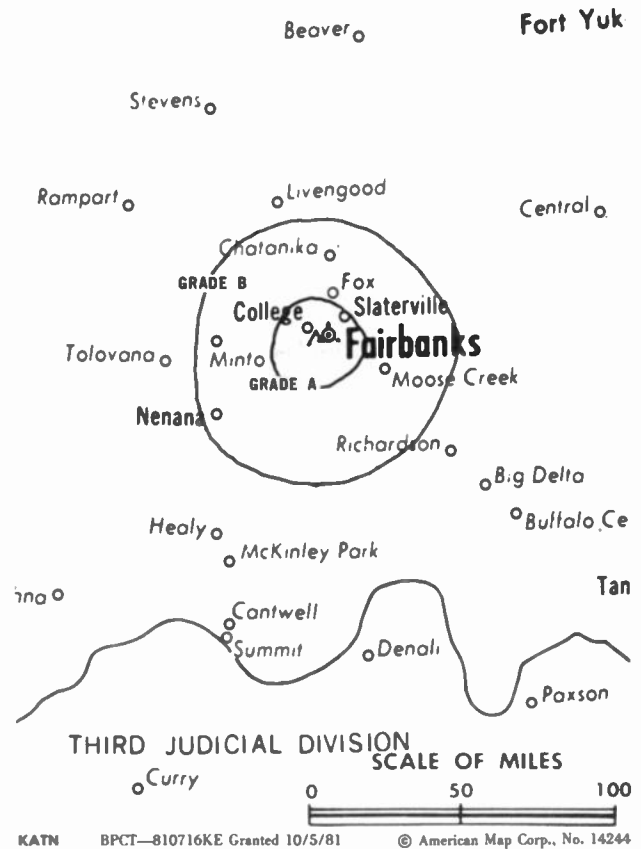 Beaver
Fort Yuk
Stevens
Rampart
Livengood
Central
Chatanika
GRADE B
Fox
College
Slaterville
Fairbanks
Tolovana
Minto
GRADE A
Moose Creek
Nenana
Richardson
Big Delta
Buffalo Ce
Healy
McKinley Park
Tan
na
Cantwell
Summit
Denali
Paxson
THIRD JUDICIAL DIVISION
SCALE OF MILES
Curry
0 50 100
KATN BPCT—810716KE Granted 10/5/81 © American Map Corp., No. 14244